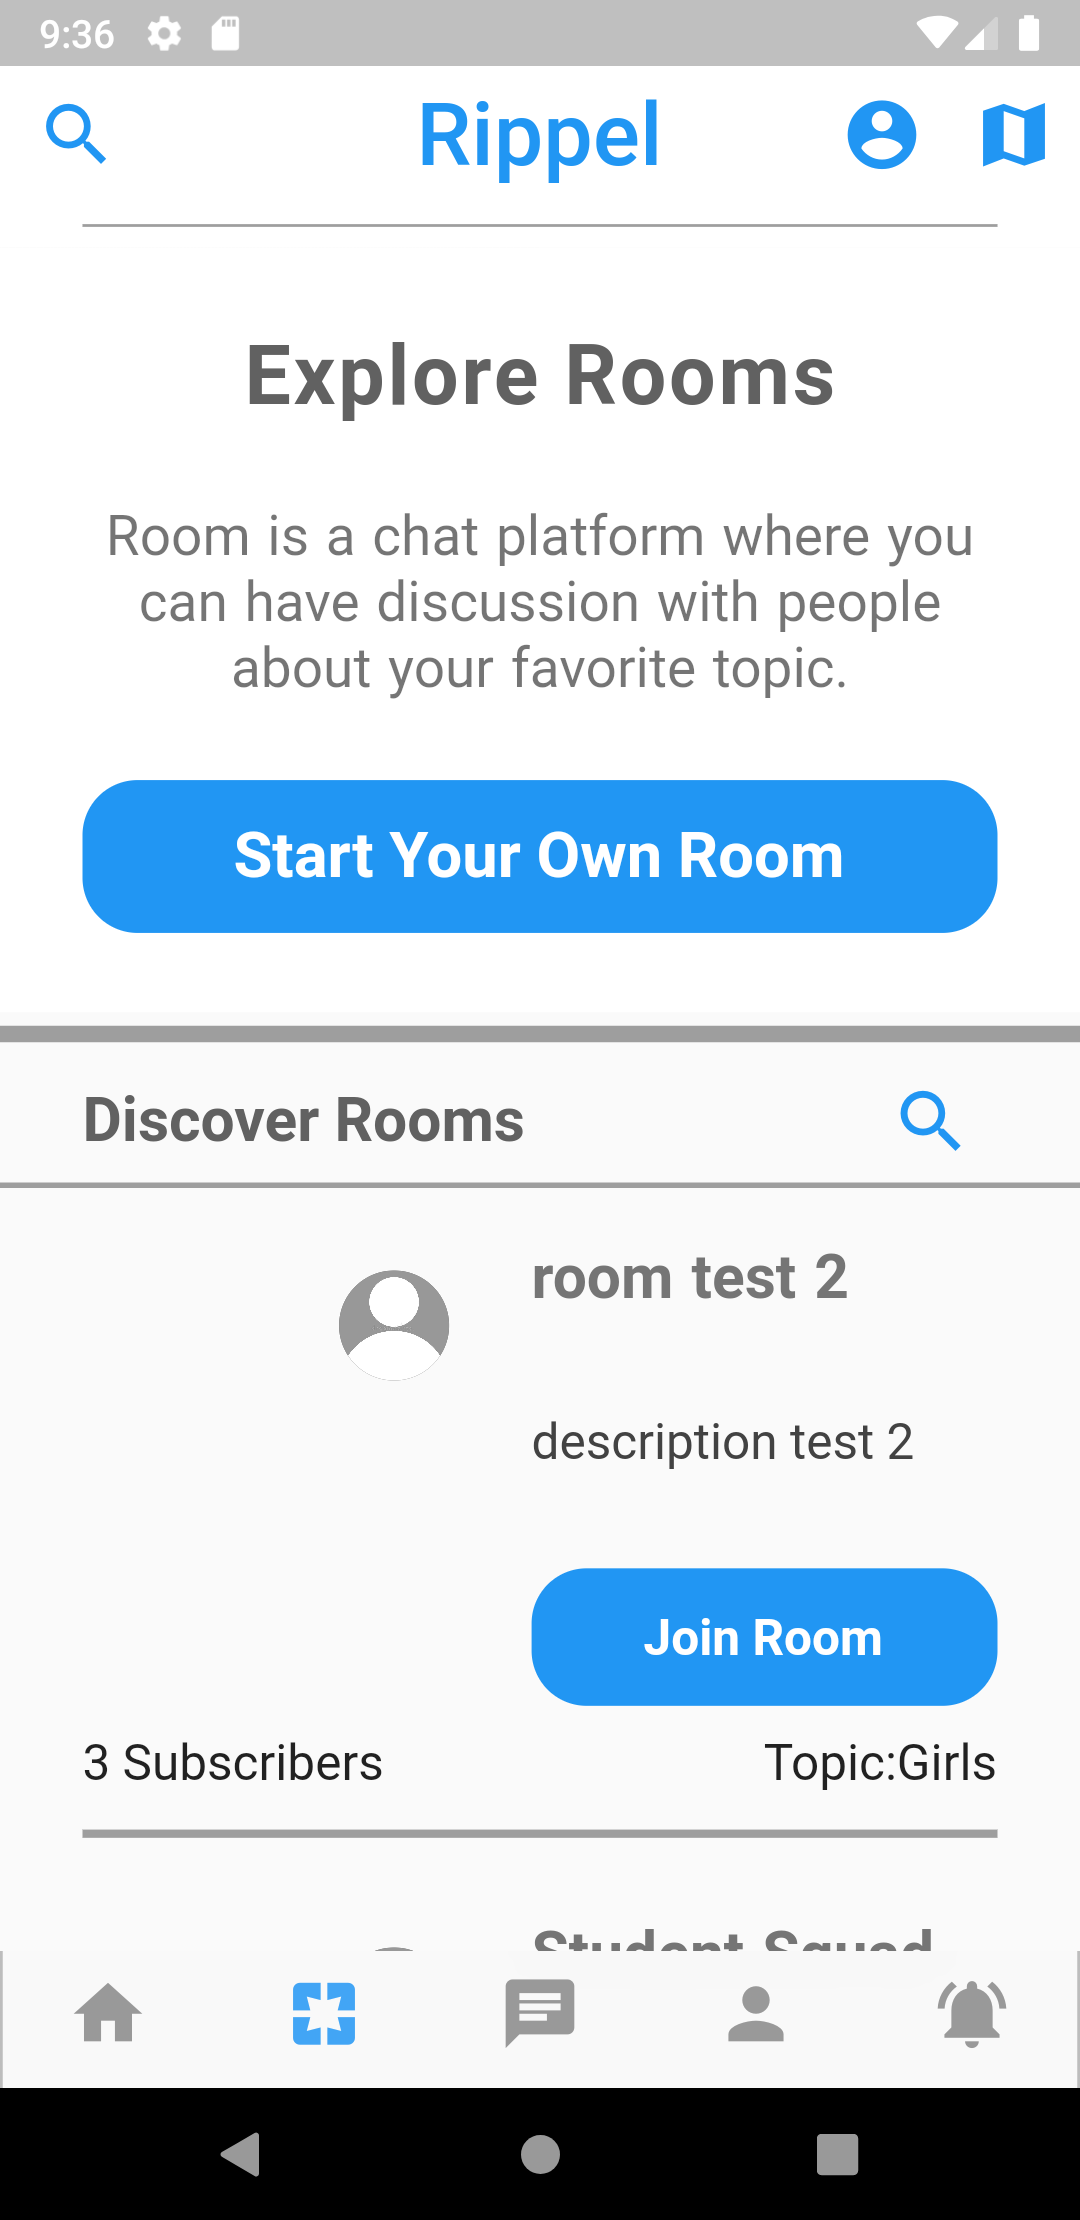 9:36
Rippel
Explore Rooms
Room is a chat platform where you
can have discussion with people
about your favorite topic.
Start Your Own Room
Discover Rooms
room test 2
description test 2
Join Room
3 Subscribers
Topic:Girls
Student Squad